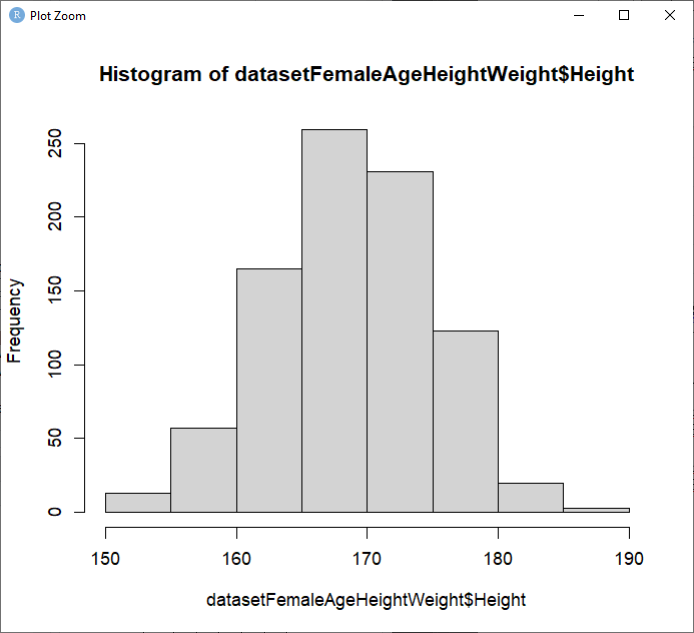 R Plot Zoom
Histogram of datasetFemaleAgeHeightWeight$Height
Frequency
250
200
150
100
50
0
150 160 170 180 190
datasetFemaleAgeHeightWeight$Height